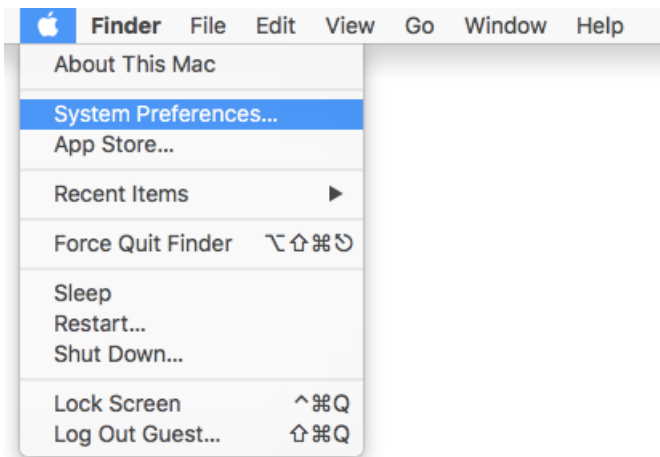 Finder File Edit View Go Window Help
About This Mac
System Preferences...
App Store...
Recent Items ▶
Force Quit Finder ⌥⇧⌘⎋
Sleep
Restart...
Shut Down...
Lock Screen ^⌘Q
Log Out Guest... ⇧⌘Q